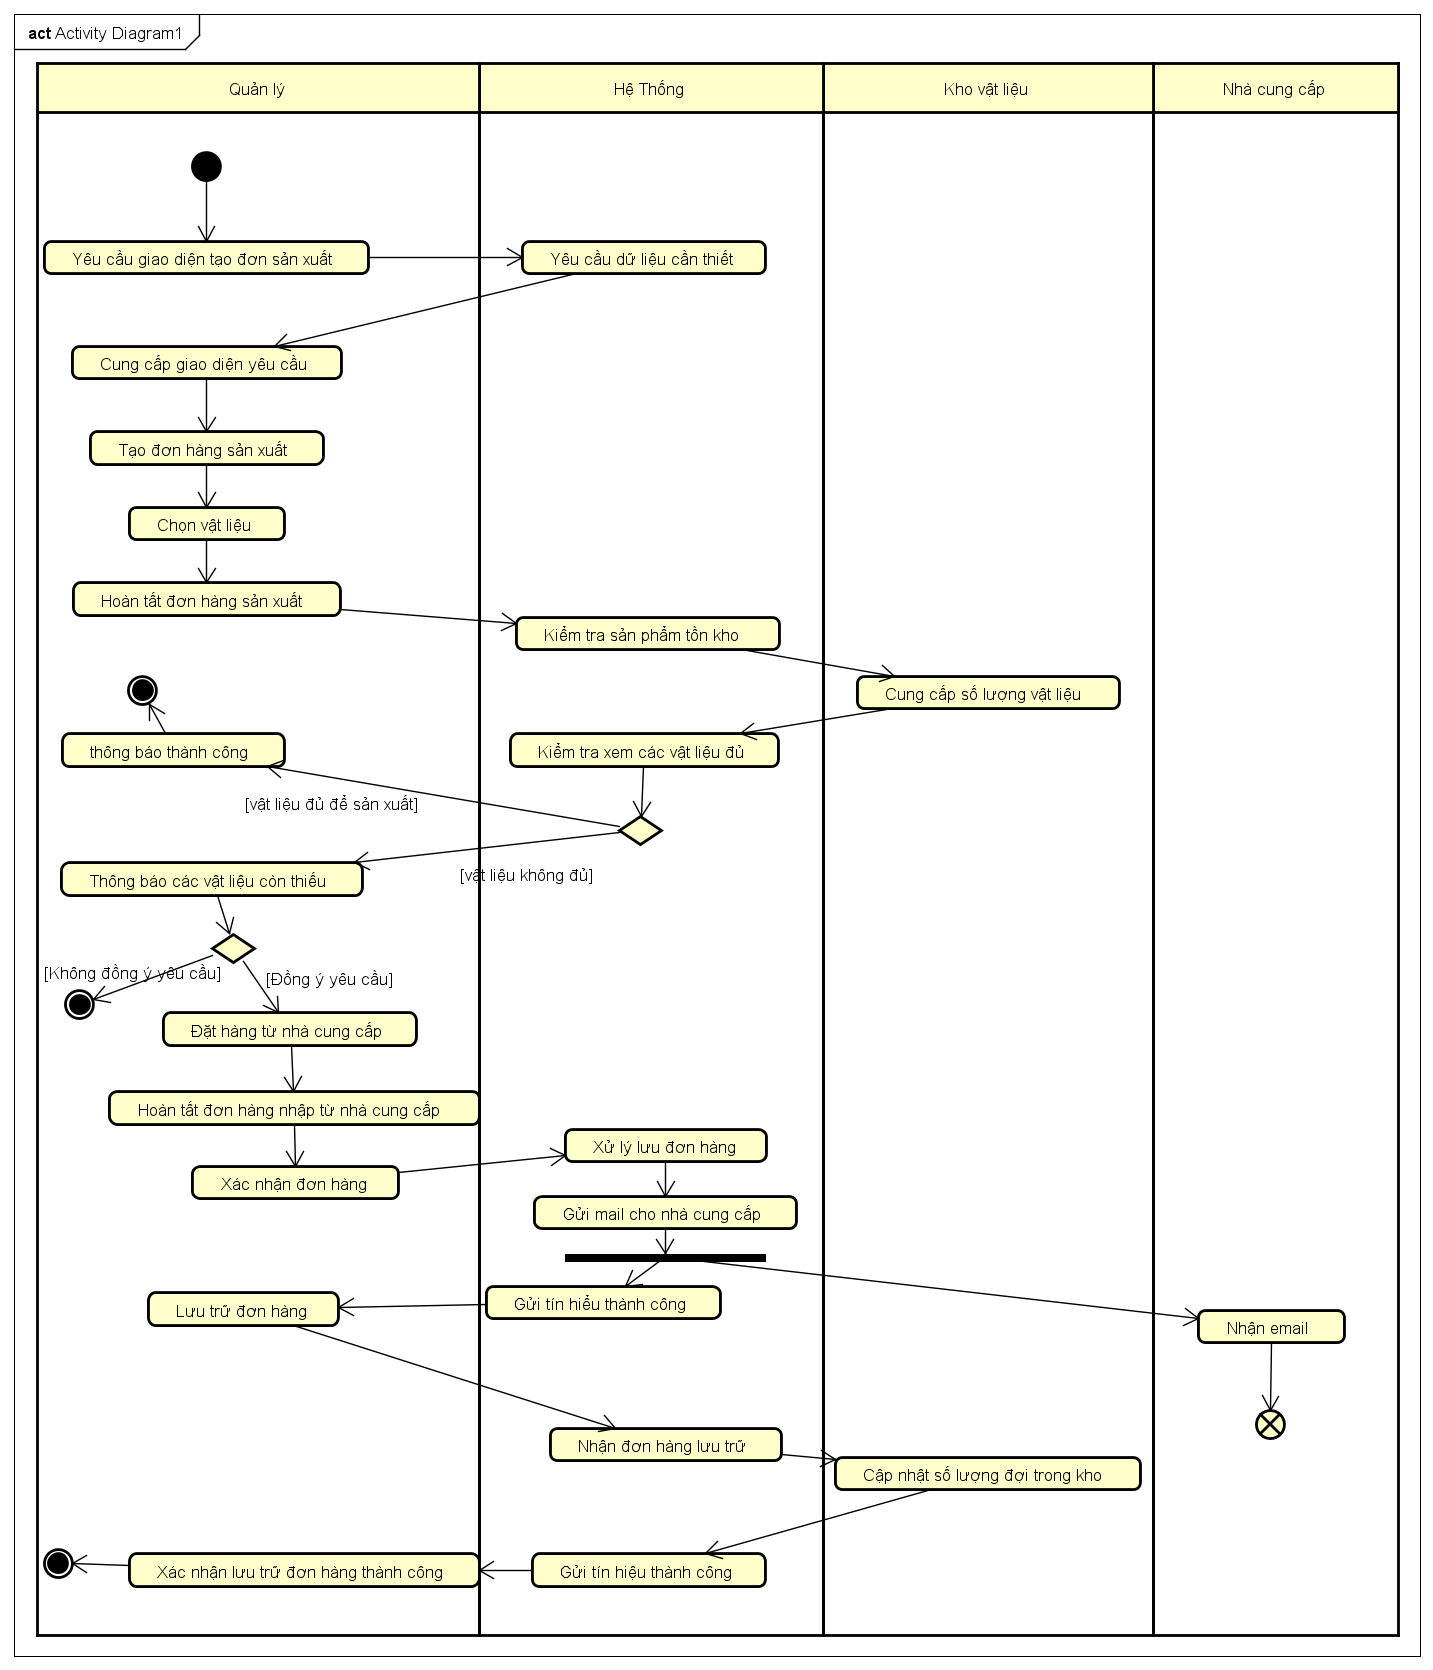 act Activity Diagram1
Quản lý
Hệ Thống
Kho vật liệu
Nhà cung cấp
Yêu cầu giao diện tạo đơn sản xuất
Yêu cầu dữ liệu cần thiết
Cung cấp giao diện yêu cầu
Tạo đơn hàng sản xuất
Chọn vật liệu
Hoàn tất đơn hàng sản xuất
Kiểm tra sản phẩm tồn kho
Cung cấp số lượng vật liệu
thông báo thành công
Kiểm tra xem các vật liệu đủ
[vật liệu đủ để sản xuất]
[vật liệu không đủ]
Thông báo các vật liệu còn thiếu
[Không đồng ý yêu cầu]
[Đồng ý yêu cầu]
Đặt hàng từ nhà cung cấp
Hoàn tất đơn hàng nhập từ nhà cung cấp
Xử lý lưu đơn hàng
Xác nhận đơn hàng
Gửi mail cho nhà cung cấp
Gửi tín hiểu thành công
Lưu trữ đơn hàng
Nhận email
Nhận đơn hàng lưu trữ
Cập nhật số lượng đợi trong kho
Xác nhận lưu trữ đơn hàng thành công
Gửi tín hiệu thành công